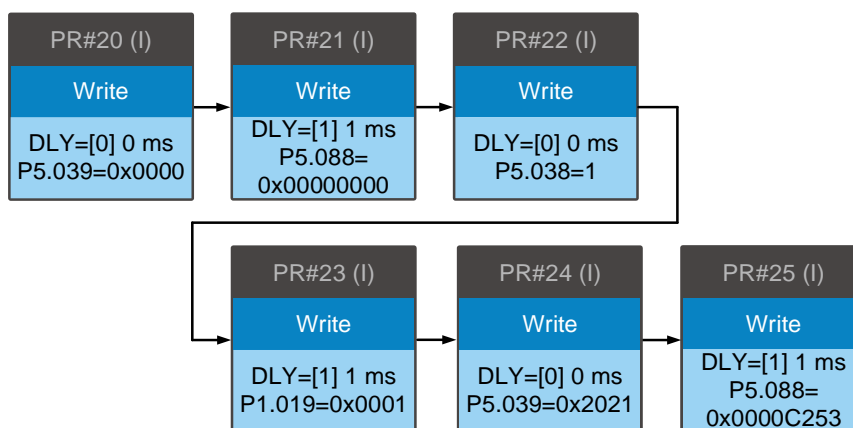 PR#20 (I)
Write
DLY=[0] 0 ms
P5.039=0x0000
PR#21 (I)
Write
DLY=[1] 1 ms
P5.088=
0x00000000
PR#22 (I)
Write
DLY=[0] 0 ms
P5.038=1
PR#23 (I)
Write
DLY=[1] 1 ms
P1.019=0x0001
PR#24 (I)
Write
DLY=[0] 0 ms
P5.039=0x2021
PR#25 (I)
Write
DLY=[1] 1 ms
P5.088=
0x0000C253